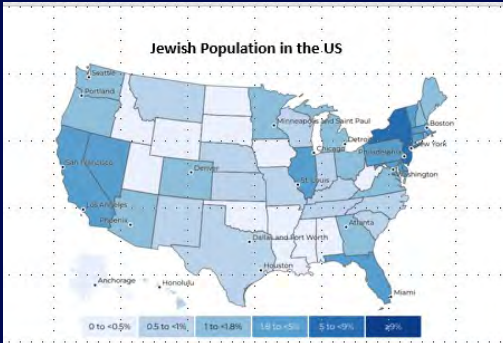 Jewish Population in the US
Seattle
Portland
Minneapolis and Saint Paul
Boston
Detroit
New York
Chicago
Philadelphia
San Francisco
Denver
St. Louis
Washington
Los Angeles
Phoenix
Atlanta
Dallas and Fort Worth
Houston
Anchorage
Honolulu
Miami
0 to <0.5% 0.5 to <1% 1 to <1.8% 1.8 to <5% 5 to <9% ≥9%